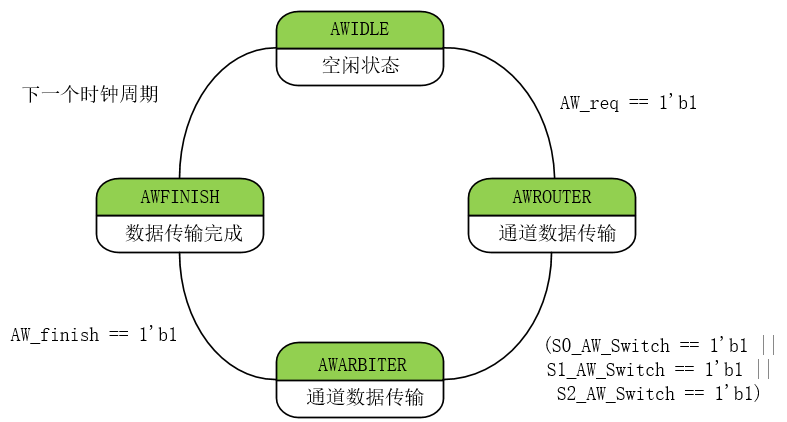 AWIDLE
空闲状态
下一个时钟周期
AW_req == 1'b1
AWFINISH
数据传输完成
AWROUTER
通道数据传输
AW_finish == 1'b1
(S0_AW_Switch == 1'b1 ||
S1_AW_Switch == 1'b1 ||
S2_AW_Switch == 1'b1)
AWARBITER
通道数据传输